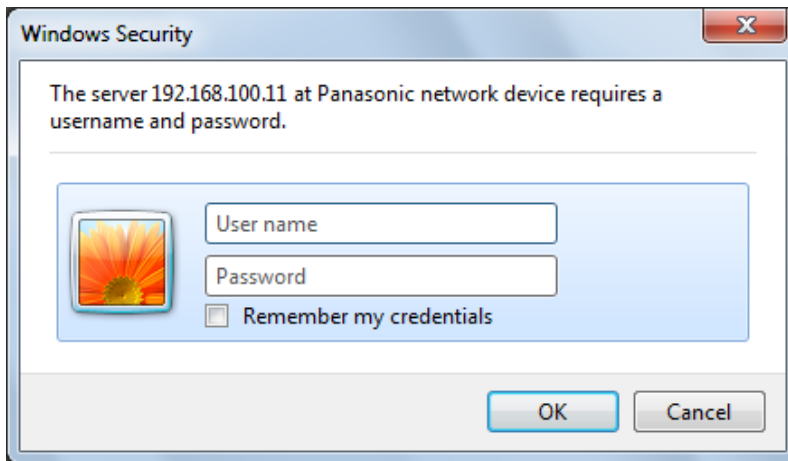 Windows Security
The server 192.168.100.11 at Panasonic network device requires a
username and password.
User name
Password
Remember my credentials
OK
Cancel